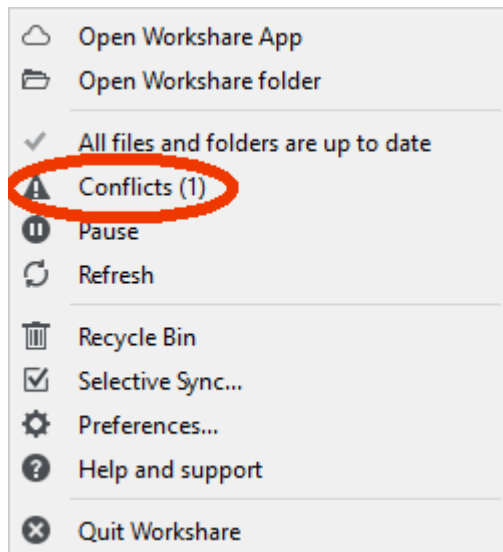 Open Workshare App
Open Workshare folder
All files and folders are up to date
Conflicts (1)
Pause
Refresh
Recycle Bin
Selective Sync...
Preferences...
Help and support
Quit Workshare